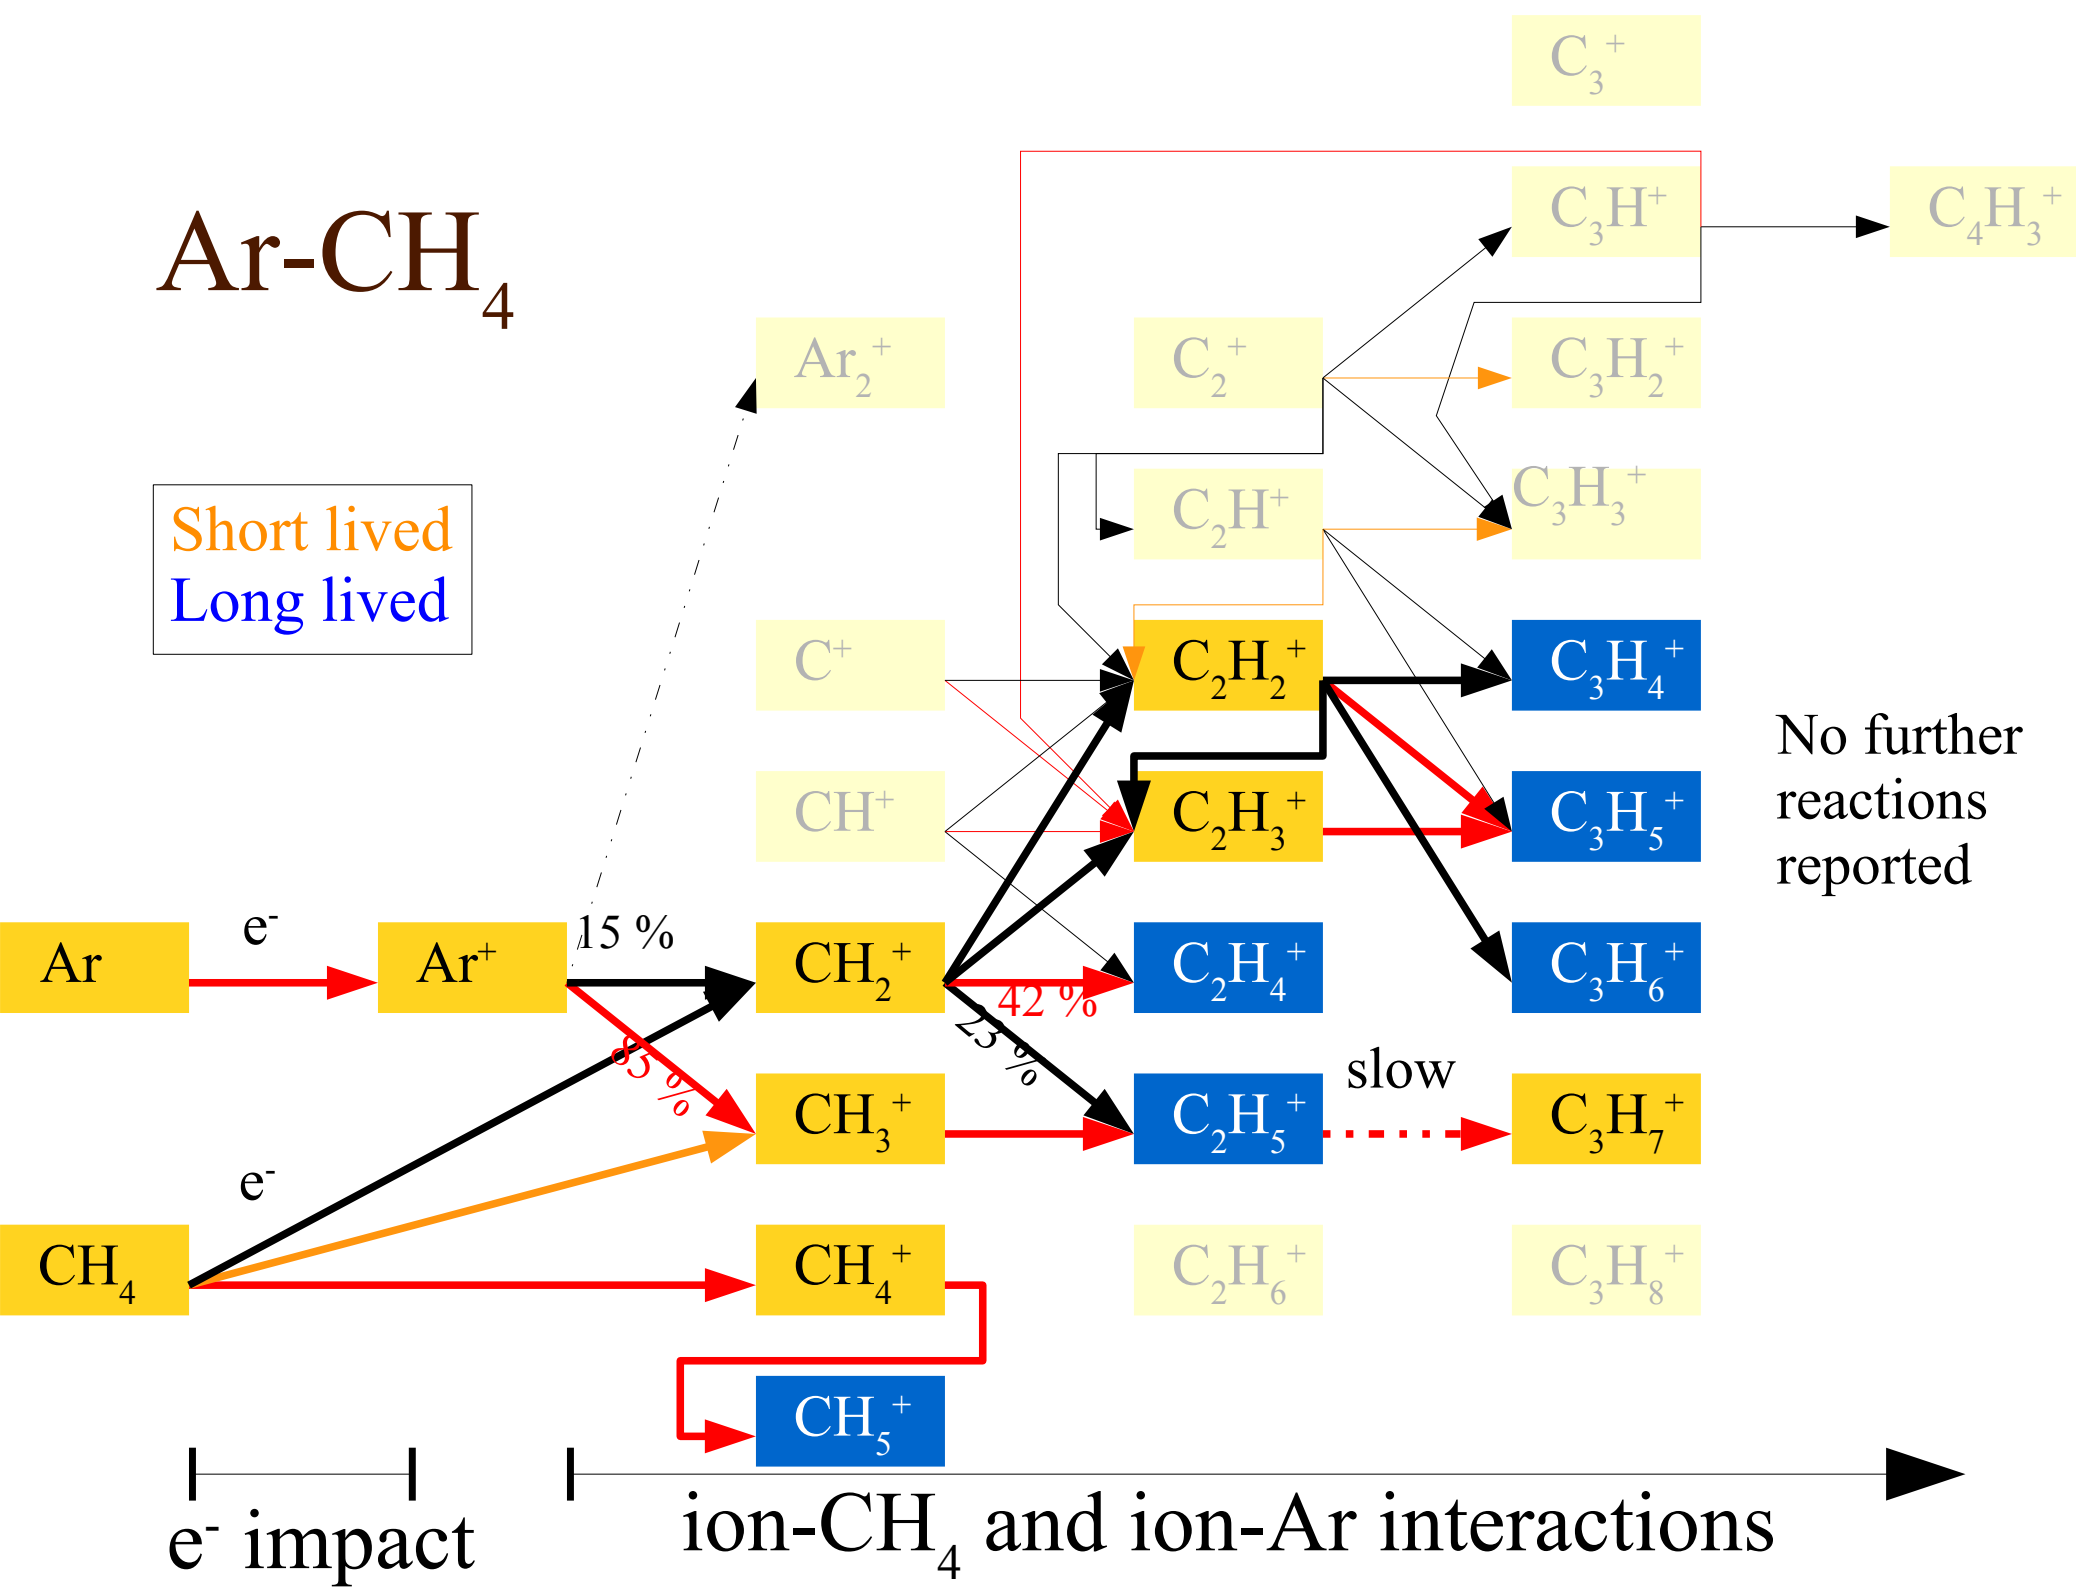 C₃⁺
C₃H⁺
C₄H₃⁺
Ar-CH₄
Ar₂⁺
C₂⁺
C₃H₂⁺
C₂H⁺
C₃H₃⁺
Short lived
Long lived
C⁺
C₂H₂⁺
C₃H₄⁺
CH⁺
C₂H₃⁺
C₃H₅⁺
No further
reactions
reported
e⁻
15 %
Ar
Ar⁺
CH₂⁺
C₂H₄⁺
C₃H₆⁺
42 %
23 %
85 %
slow
CH₃⁺
C₂H₅⁺
C₃H₇⁺
e⁻
CH₄
CH₄⁺
C₂H₆⁺
C₃H₈⁺
CH₅⁺
e⁻ impact
ion-CH₄ and ion-Ar interactions